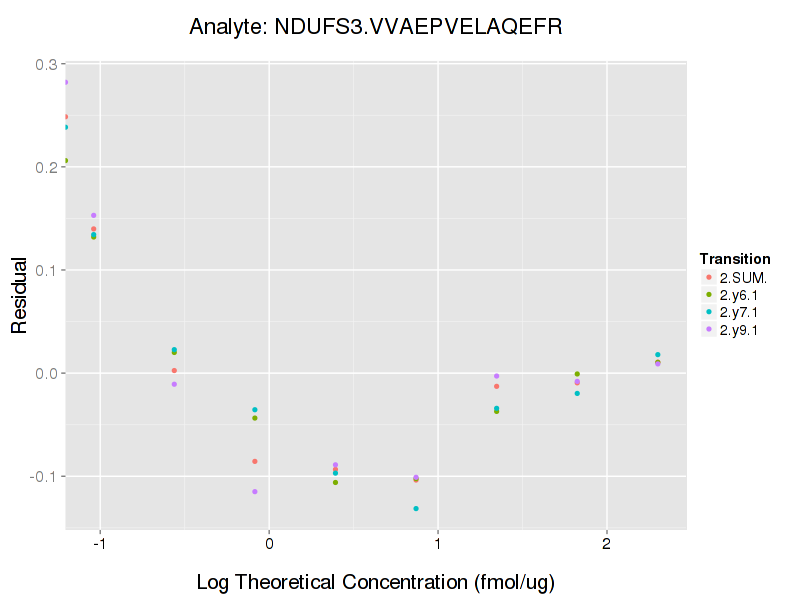 Analyte: NDUFS3.VVAEPVELAQEFR
0.3
0.2
0.1
0.0
-0.1
Residual
-1
0
1
2
Log Theoretical Concentration (fmol/ug)
Transition
2.SUM.
2.y6.1
2.y7.1
2.y9.1